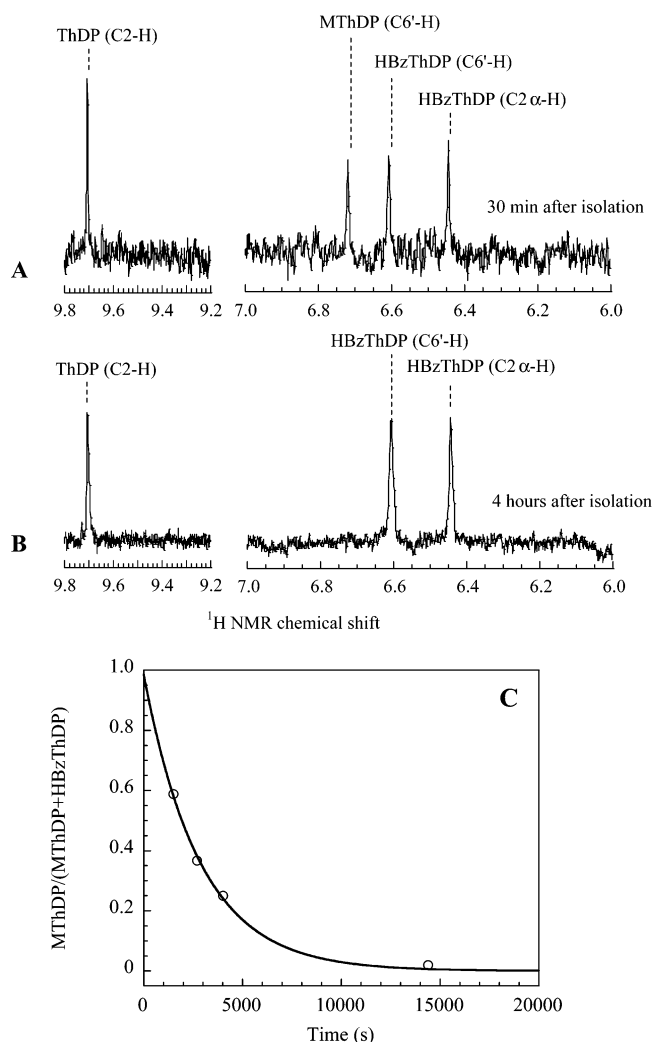 ThDP (C2-H)
MThDP (C6'-H)
HBzThDP (C6'-H)
HBzThDP (C2 α-H)
30 min after isolation
A
9.8 9.6 9.4 9.2
7.0 6.8 6.6 6.4 6.2 6.0
ThDP (C2-H)
HBzThDP (C6'-H)
HBzThDP (C2 α-H)
4 hours after isolation
B
9.8 9.6 9.4 9.2
7.0 6.8 6.6 6.4 6.2 6.0
¹H NMR chemical shift
C
MThDP/(MThDP+HBzThDP)
1.0
0.8
0.6
0.4
0.2
0
0 5000 10000 15000 20000
Time (s)